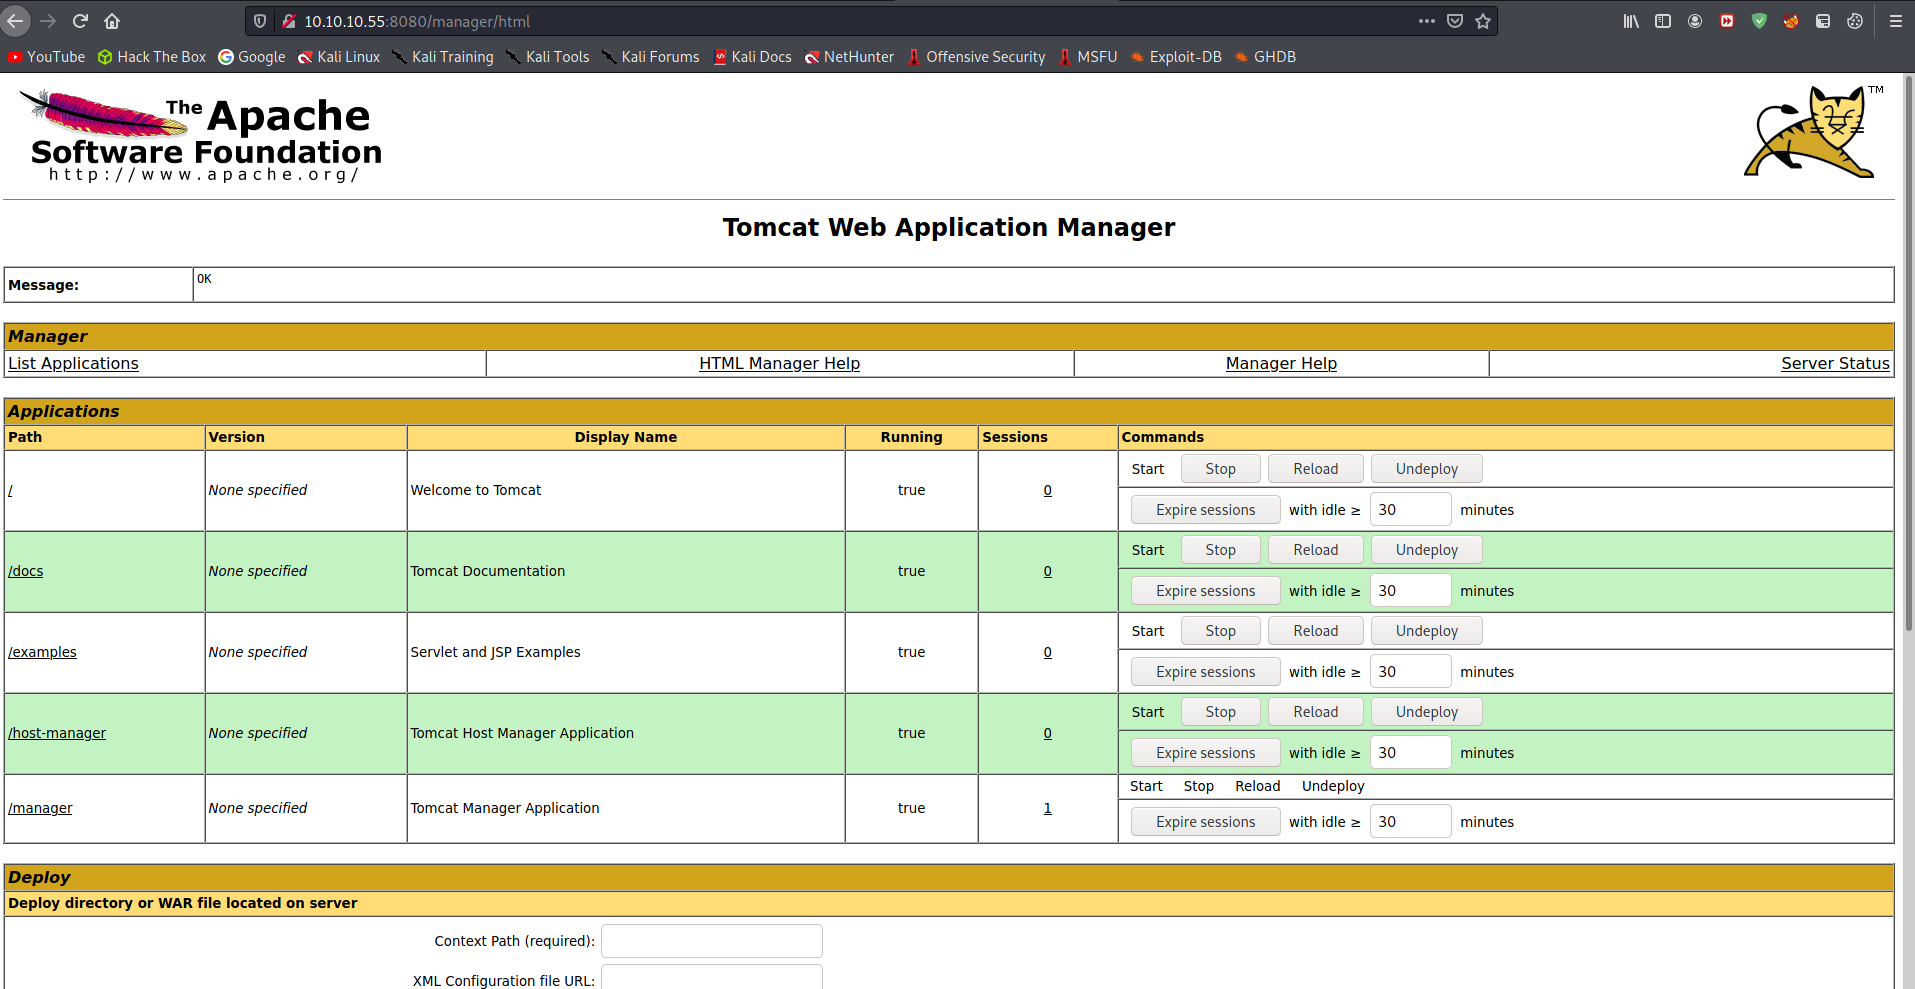 10.10.10.55:8080/manager/html
YouTube Hack The Box Google Kali Linux Kali Training Kali Tools Kali Forums Kali Docs NetHunter Offensive Security MSFU Exploit-DB GHDB
The Apache
Software Foundation
http://www.apache.org/
TM
Tomcat Web Application Manager
Message: OK
Manager
List Applications HTML Manager Help Manager Help Server Status
Applications
Path Version Display Name Running Sessions Commands
/ None specified Welcome to Tomcat true 0 Start Stop Reload Undeploy
Expire sessions with idle ≥ 30 minutes
/docs None specified Tomcat Documentation true 0 Start Stop Reload Undeploy
Expire sessions with idle ≥ 30 minutes
/examples None specified Servlet and JSP Examples true 0 Start Stop Reload Undeploy
Expire sessions with idle ≥ 30 minutes
/host-manager None specified Tomcat Host Manager Application true 0 Start Stop Reload Undeploy
Expire sessions with idle ≥ 30 minutes
/manager None specified Tomcat Manager Application true 1 Start Stop Reload Undeploy
Expire sessions with idle ≥ 30 minutes
Deploy
Deploy directory or WAR file located on server
Context Path (required):
XML Configuration file URL: